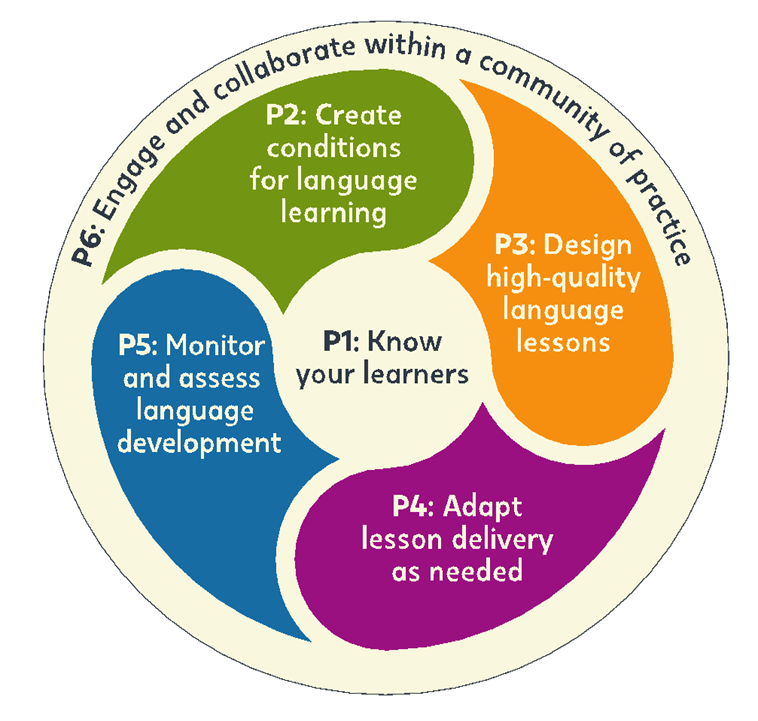 P6: Engage and collaborate within a community of practice
P2: Create
conditions
for language
learning
P3: Design
high-quality
language
lessons
P1: Know
your learners
P5: Monitor
and assess
language
development
P4: Adapt
lesson delivery
as needed